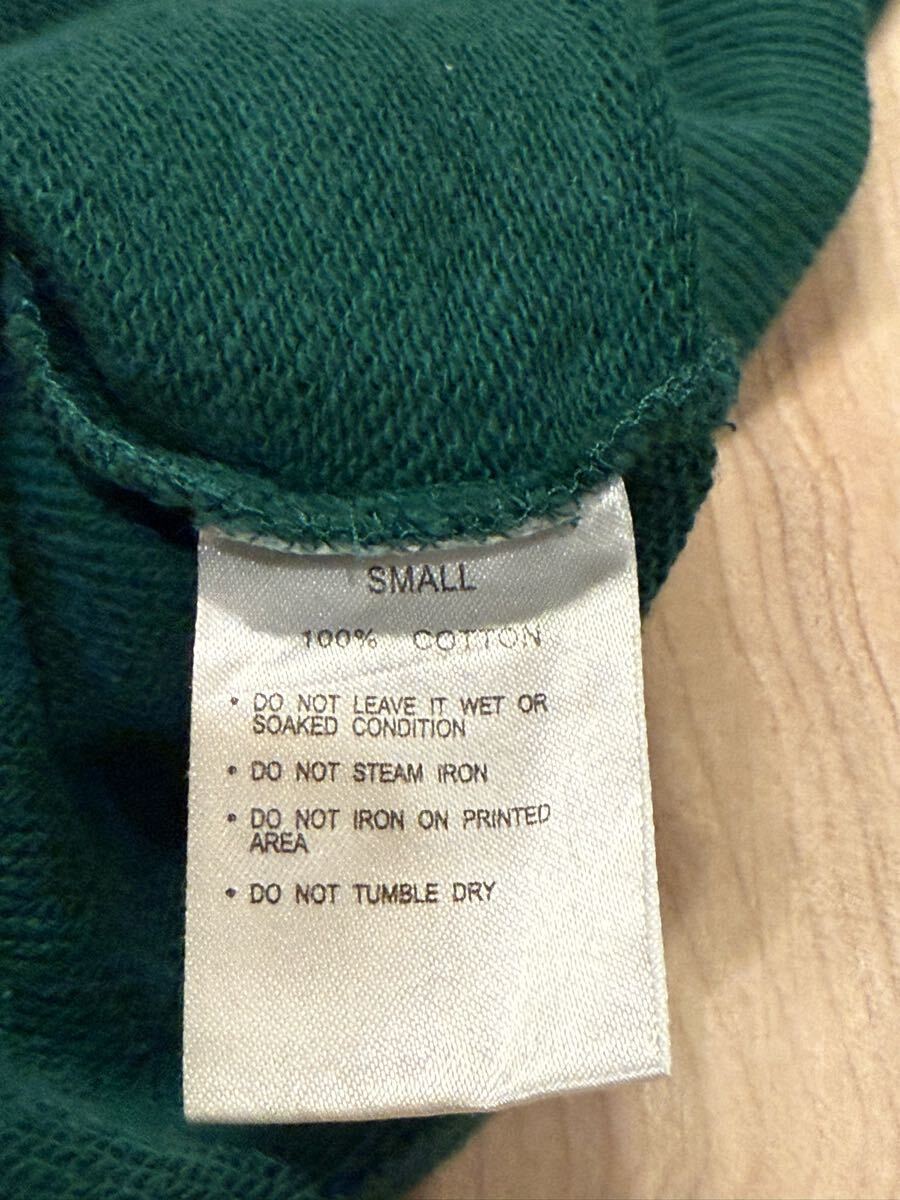 SMALL
100% COTTON
• DO NOT LEAVE IT WET OR
SOAKED CONDITION
• DO NOT STEAM IRON
• DO NOT IRON ON PRINTED
AREA
• DO NOT TUMBLE DRY